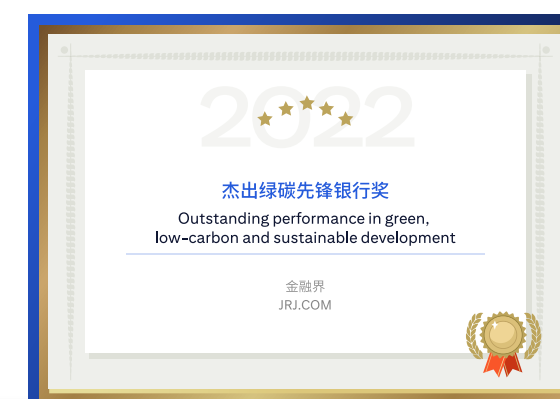 2022
杰出绿碳先锋银行奖
Outstanding performance in green,
low-carbon and sustainable development
金融界
JRJ.COM